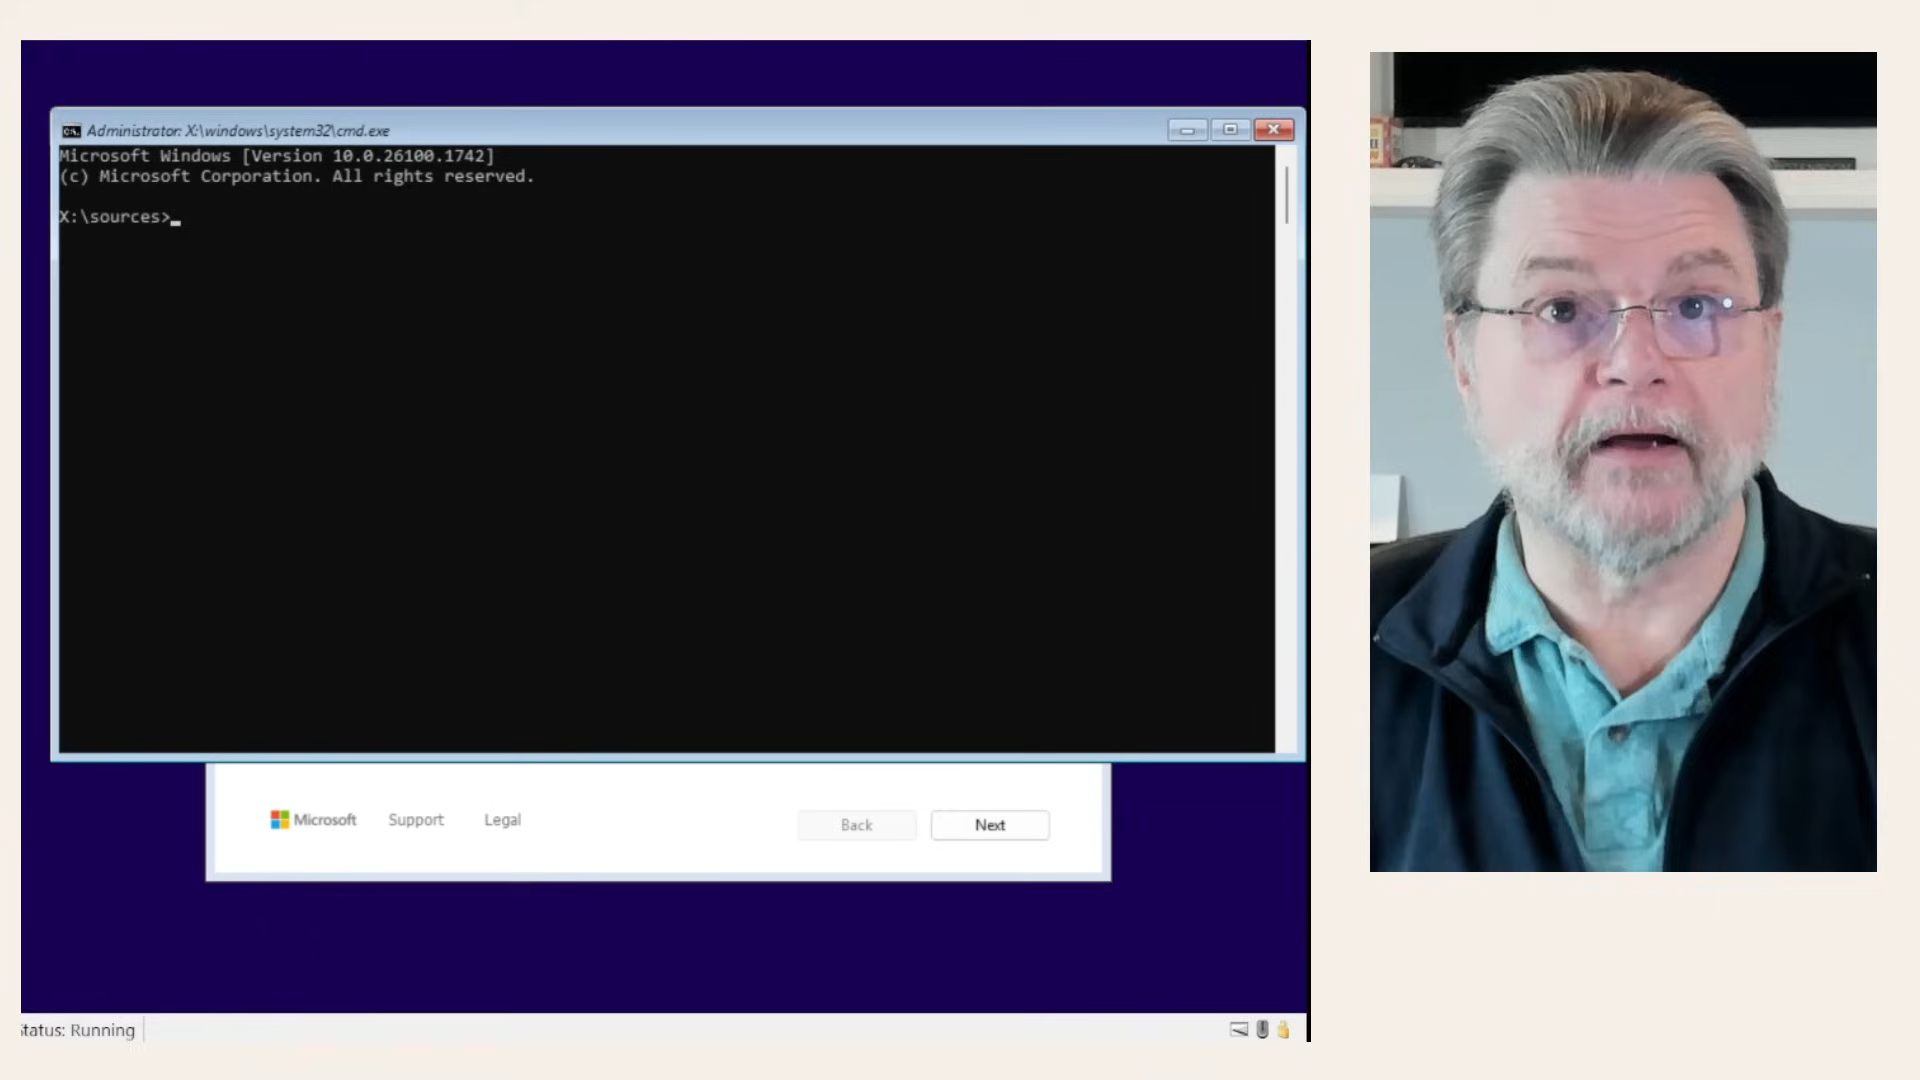 Administrator: X:\windows\system32\cmd.exe
Microsoft Windows [Version 10.0.26100.1742]
(c) Microsoft Corporation. All rights reserved.
X:\sources>
Microsoft Support Legal Back Next
tatus: Running